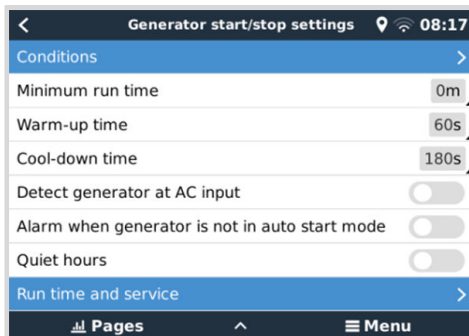 Generator start/stop settings 08:17
Conditions
Minimum run time 0m
Warm-up time 60s
Cool-down time 180s
Detect generator at AC input
Alarm when generator is not in auto start mode
Quiet hours
Run time and service
Pages Menu